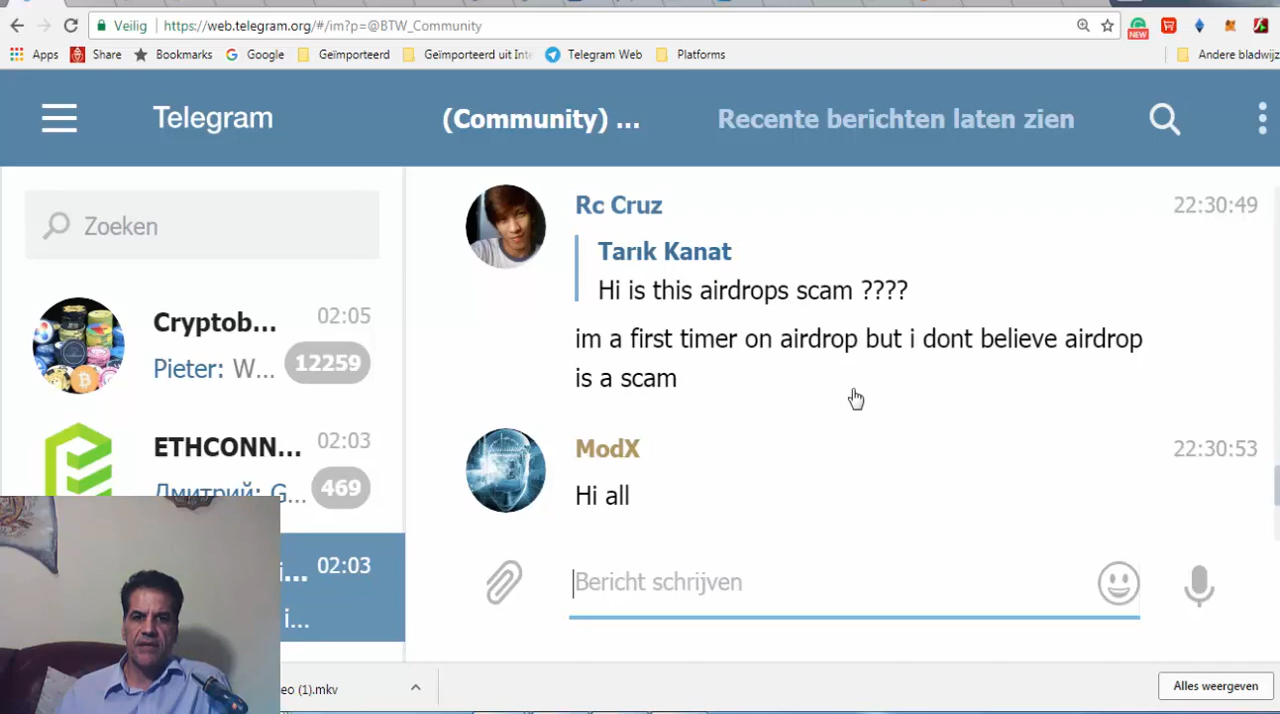 Veilig
https://web.telegram.org/#/im?p=@BTW_Community
NEW
Apps
Share
Bookmarks
Google
Geïmporteerd
Geïmporteerd uit Inte
Telegram Web
Platforms
Andere bladwijz
Telegram
(Community) ...
Recente berichten laten zien
Zoeken
Cryptob... 02:05
Pieter: W... 12259
ETHCONN... 02:03
Дмитрий: G... 469
i... 02:03
i...
Rc Cruz 22:30:49
Tarık Kanat
Hi is this airdrops scam ????
im a first timer on airdrop but i dont believe airdrop
is a scam
ModX 22:30:53
Hi all
Bericht schrijven
eo (1).mkv
Alles weergeven